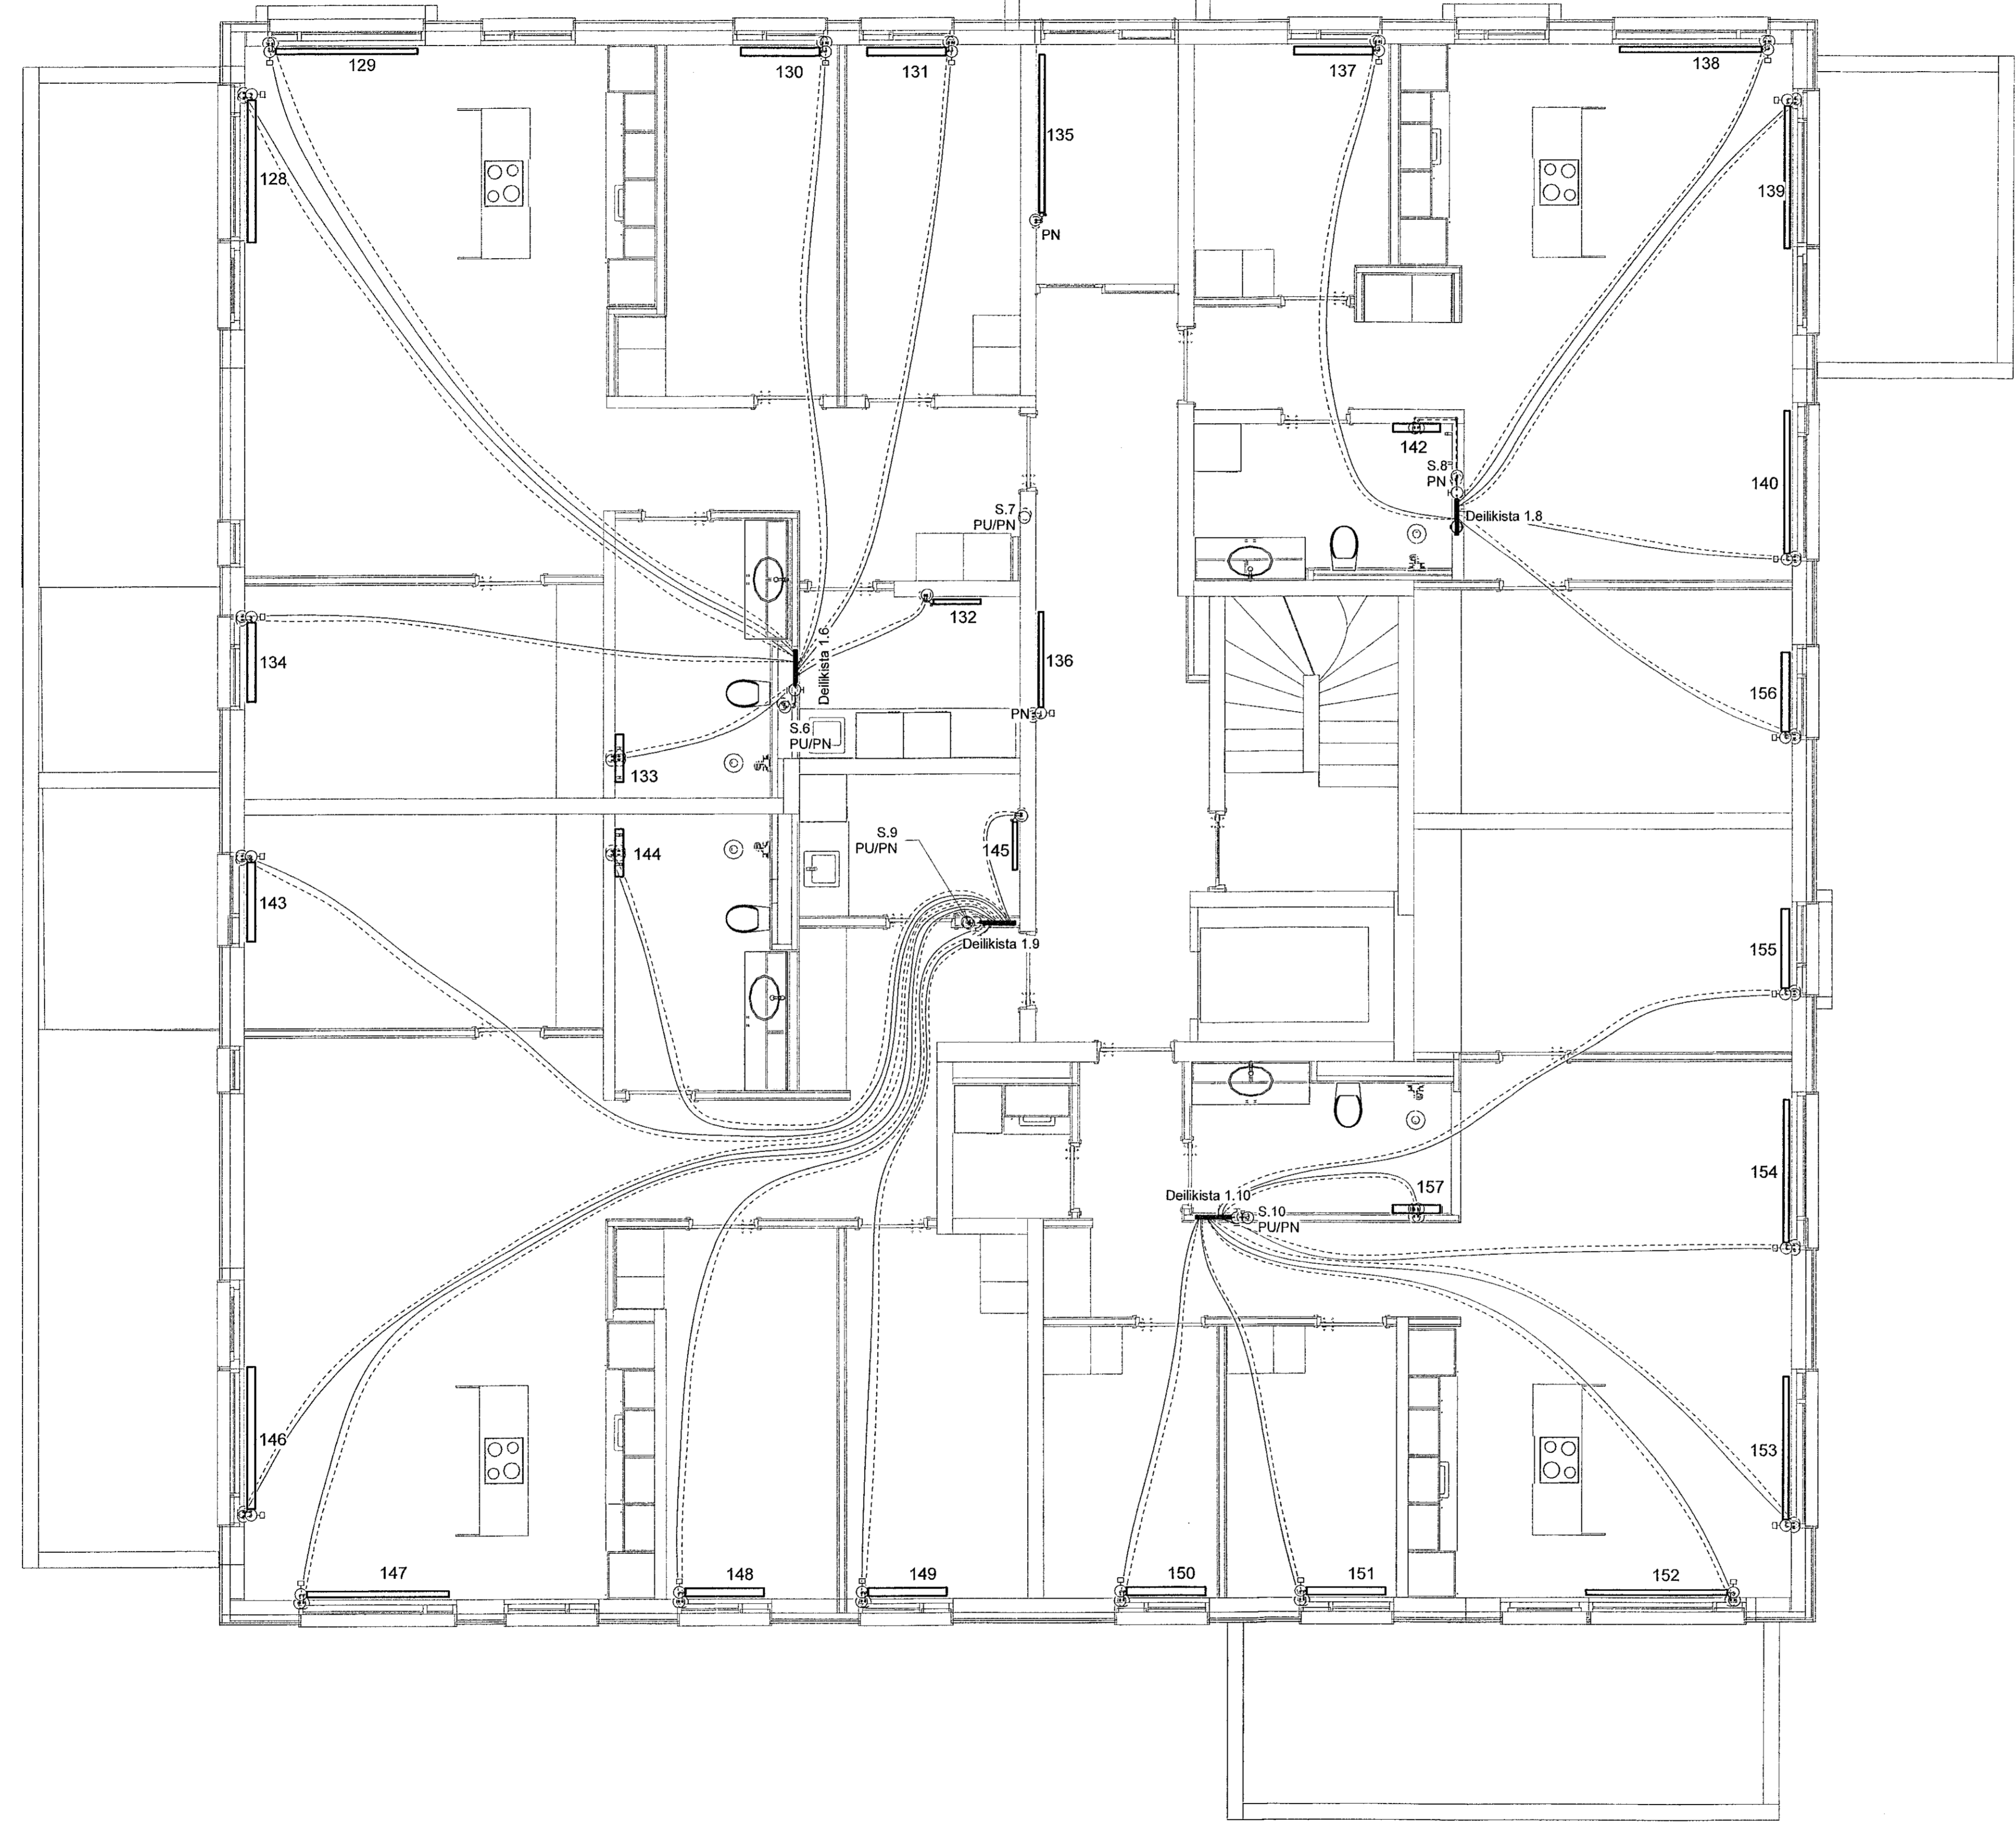 129
130
131
137
138
128
135
139
PN
142
S.8
PN
140
S.7
PU/PN
Deilikista 1.8
132
134
Deilikista 1.6
136
156
PN
S.6
PU/PN
133
S.9
PU/PN
144
145
143
Deilikista 1.9
155
154
Deilikista 1.10
157
S.10
PU/PN
146
153
147
148
149
150
151
152